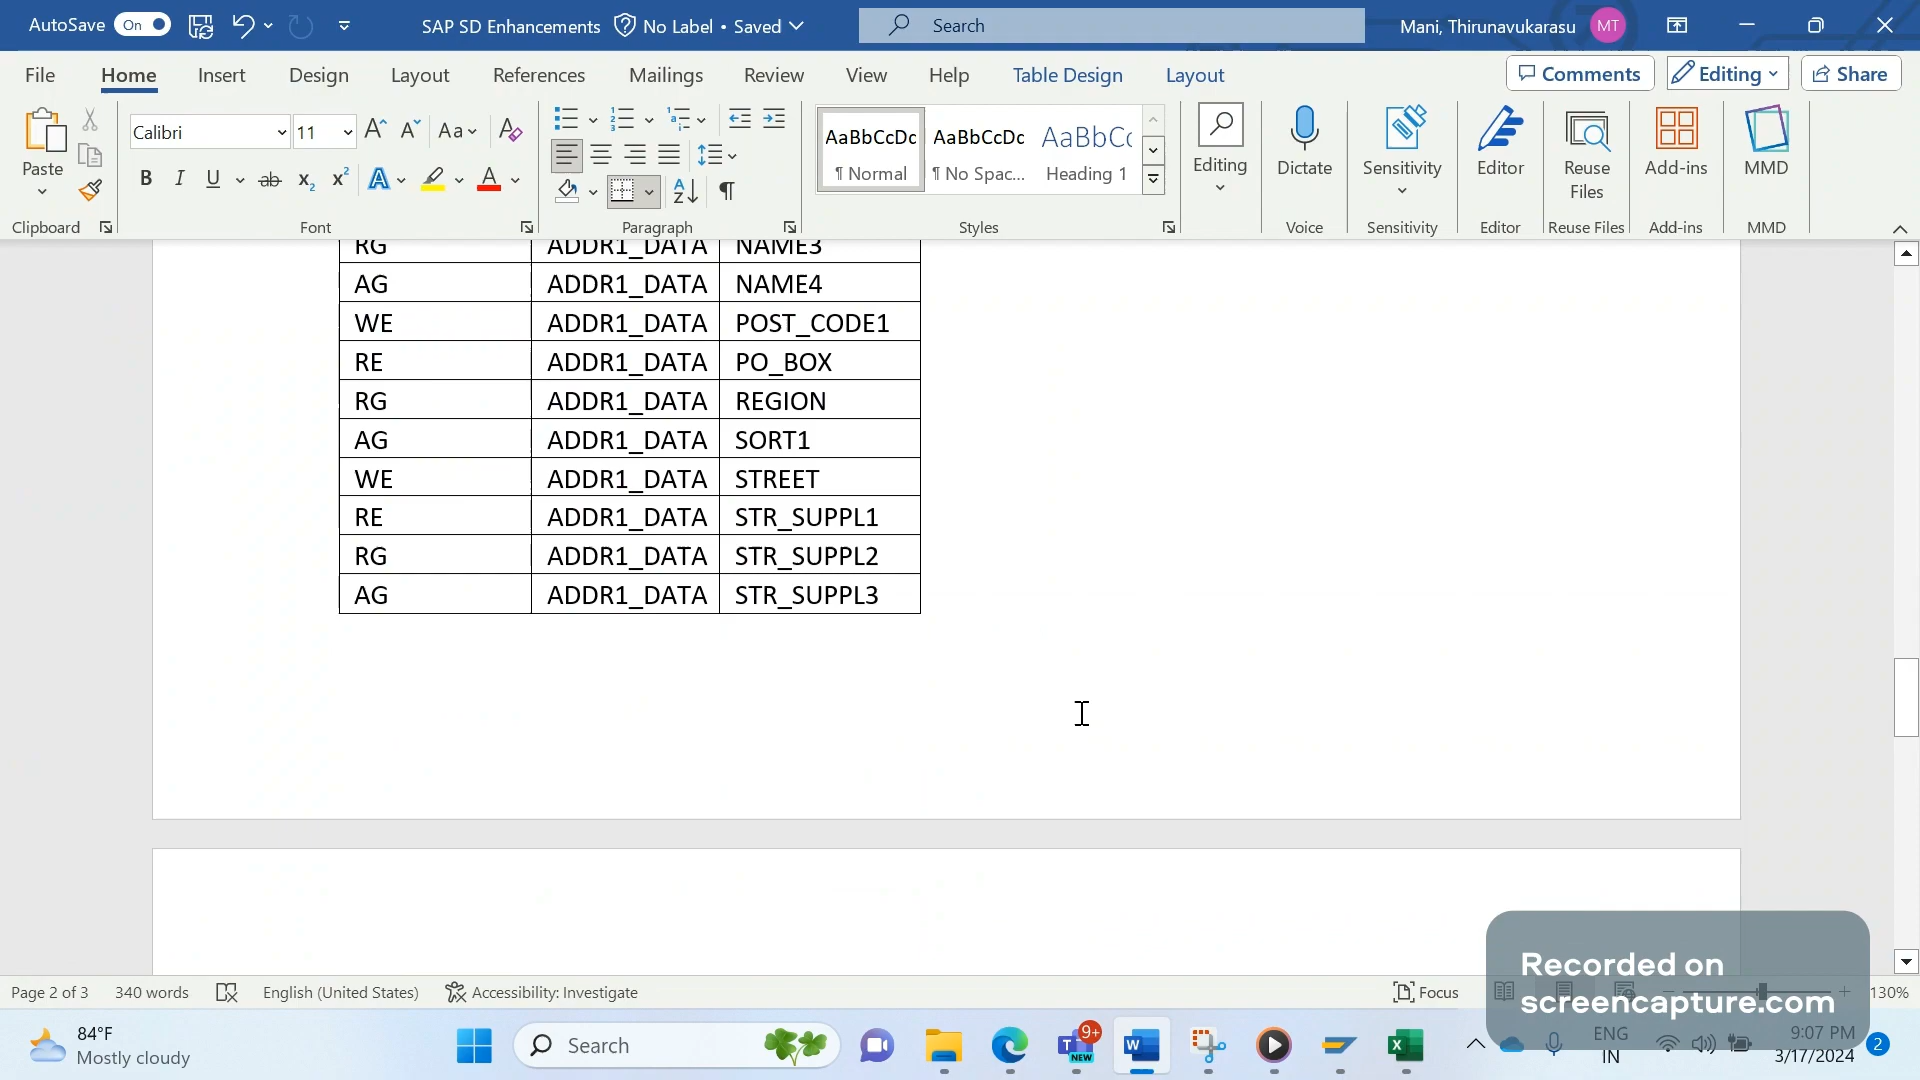 AutoSave On SAP SD Enhancements No Label • Saved Search Mani, Thirunavukarasu MT
File Home Insert Design Layout References Mailings Review View Help Table Design Layout Comments Editing Share
Paste Calibri 11 Aa AaBbCcDc AaBbCcDc AaBbCc
¶ Normal ¶ No Spac... Heading 1
Editing Dictate Sensitivity Editor Reuse Files Add-ins MMD
Clipboard Font Paragraph Styles Voice Sensitivity Editor Reuse Files Add-ins MMD
RG ADDR1_DATA NAME3
AG ADDR1_DATA NAME4
WE ADDR1_DATA POST_CODE1
RE ADDR1_DATA PO_BOX
RG ADDR1_DATA REGION
AG ADDR1_DATA SORT1
WE ADDR1_DATA STREET
RE ADDR1_DATA STR_SUPPL1
RG ADDR1_DATA STR_SUPPL2
AG ADDR1_DATA STR_SUPPL3
Recorded on
screencapture.com
Page 2 of 3 340 words English (United States) Accessibility: Investigate Focus 130%
84°F
Mostly cloudy
Search
9+
NEW
ENG
IN
9:07 PM
3/17/2024
2